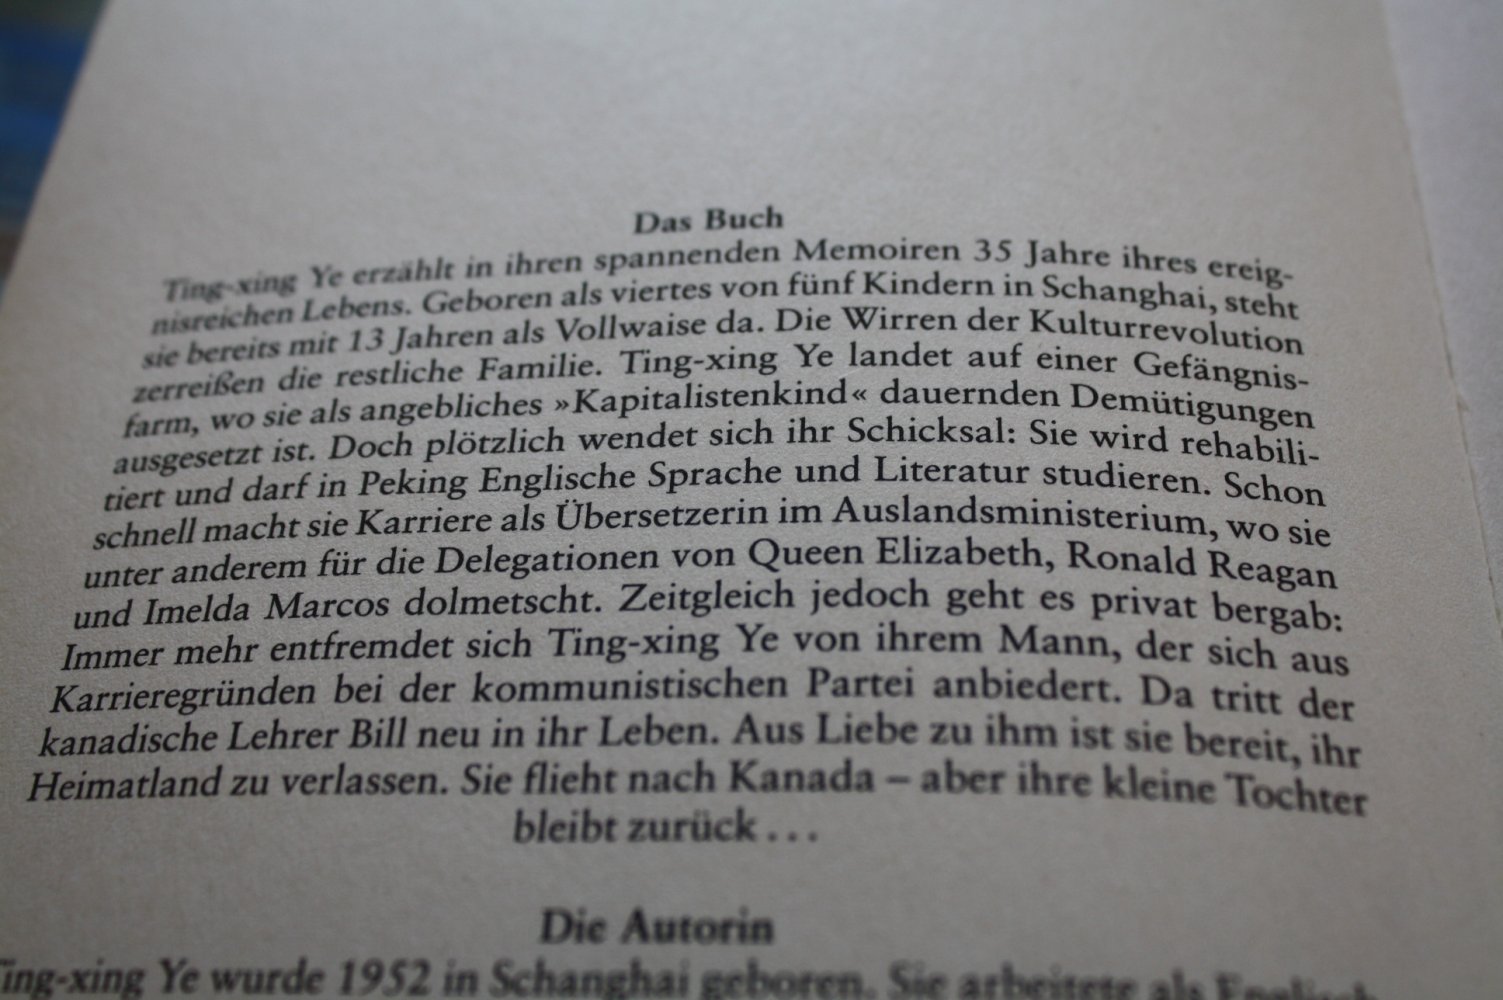 Das Buch
Ting-xing Ye erzählt in ihren spannenden Memoiren 35 Jahre ihres ereig-
nisreichen Lebens. Geboren als viertes von fünf Kindern in Schanghai, steht
sie bereits mit 13 Jahren als Vollwaise da. Die Wirren der Kulturrevolution
zerreißen die restliche Familie. Ting-xing Ye landet auf einer Gefängnis-
farm, wo sie als angebliches »Kapitalistenkind« dauernden Demütigungen
ausgesetzt ist. Doch plötzlich wendet sich ihr Schicksal: Sie wird rehabili-
tiert und darf in Peking Englische Sprache und Literatur studieren. Schon
schnell macht sie Karriere als Übersetzerin im Auslandsministerium, wo sie
unter anderem für die Delegationen von Queen Elizabeth, Ronald Reagan
und Imelda Marcos dolmetscht. Zeitgleich jedoch geht es privat bergab:
Immer mehr entfremdet sich Ting-xing Ye von ihrem Mann, der sich aus
Karrieregründen bei der kommunistischen Partei anbiedert. Da tritt der
kanadische Lehrer Bill neu in ihr Leben. Aus Liebe zu ihm ist sie bereit, ihr
Heimatland zu verlassen. Sie flieht nach Kanada – aber ihre kleine Tochter
bleibt zurück . . .
Die Autorin
Ting-xing Ye wurde 1952 in Schanghai geboren. Sie arbeitete als